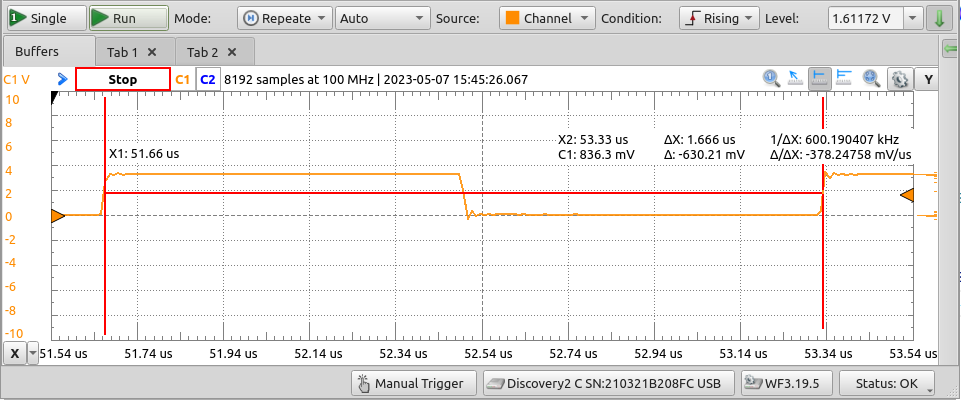 Single Run Mode: Repeate Auto Source: Channel Condition: Rising Level: 1.61172 V
Buffers Tab 1 ✕ Tab 2 ✕
C1 V Stop C1 C2 8192 samples at 100 MHz | 2023-05-07 15:45:26.067 Y
10
8
6
4
2
0
-2
-4
-6
-8
-10
X1: 51.66 us
X2: 53.33 us ΔX: 1.666 us 1/ΔX: 600.190407 kHz
C1: 836.3 mV Δ: -630.21 mV Δ/ΔX: -378.24758 mV/us
X 51.54 us 51.74 us 51.94 us 52.14 us 52.34 us 52.54 us 52.74 us 52.94 us 53.14 us 53.34 us 53.54 us
Manual Trigger Discovery2 C SN:210321B208FC USB WF3.19.5 Status: OK